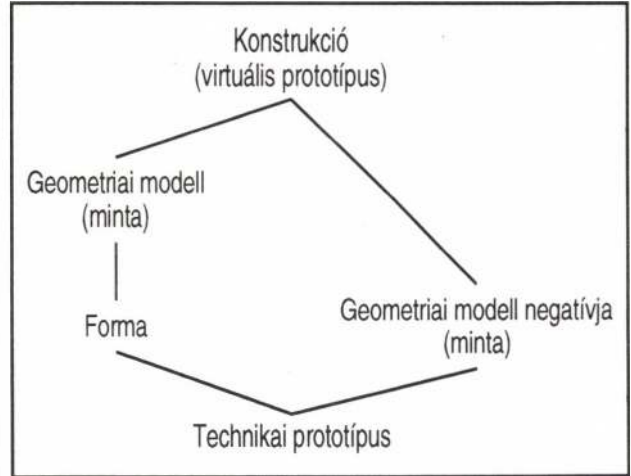 Konstrukció
(virtuális prototípus)
Geometriai modell
(minta)
Forma
Geometriai modell negatívja
(minta)
Technikai prototípus